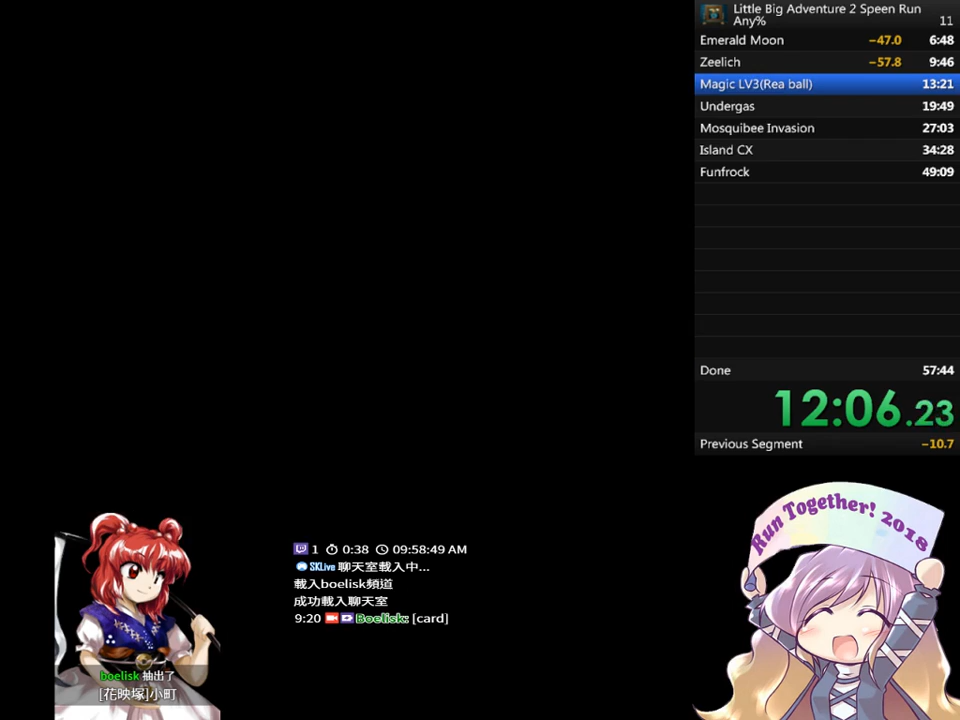 Little Big Adventure 2 Speen Run
Any% 11
Emerald Moon −47.0 6:48
Zeelich −57.8 9:46
Magic LV3(Rea ball) 13:21
Undergas 19:49
Mosquibee Invasion 27:03
Island CX 34:28
Funfrock 49:09
Done 57:44
12:06.23
Previous Segment −10.7
Run Together! 2018
1 0:38 09:58:49 AM
SKLive 聊天室載入中...
載入boelisk頻道
成功載入聊天室
9:20 Boelisk: [card]
boelisk 抽出了
[花映塚]小町